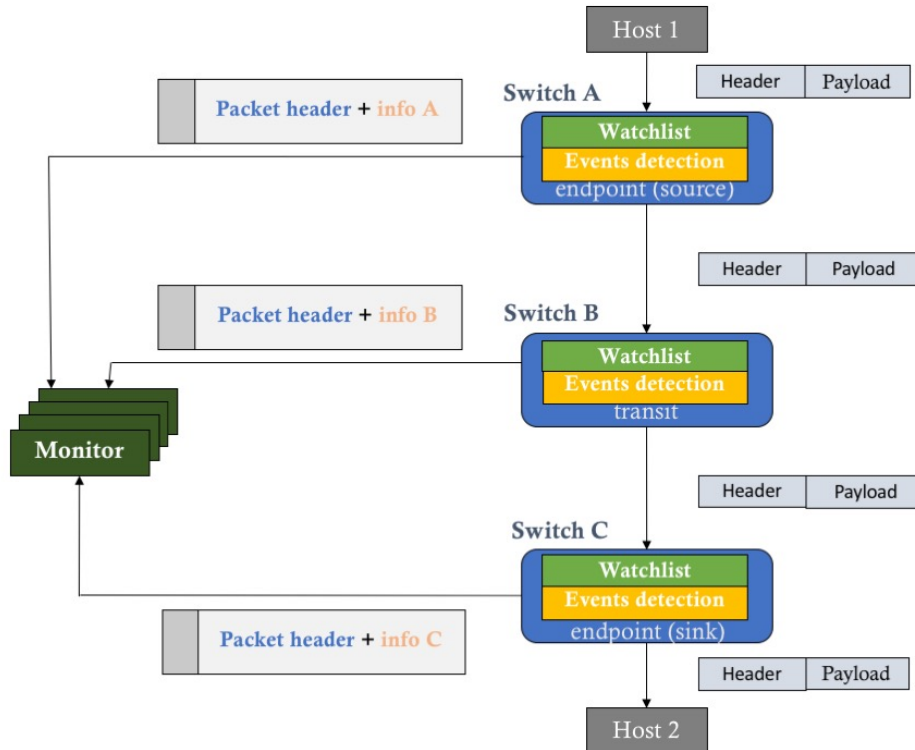 Host 1
Header Payload
Packet header + info A
Switch A
Watchlist
Events detection
endpoint (source)
Header Payload
Packet header + info B
Switch B
Watchlist
Events detection
transit
Monitor
Header Payload
Switch C
Watchlist
Events detection
endpoint (sink)
Packet header + info C
Header Payload
Host 2